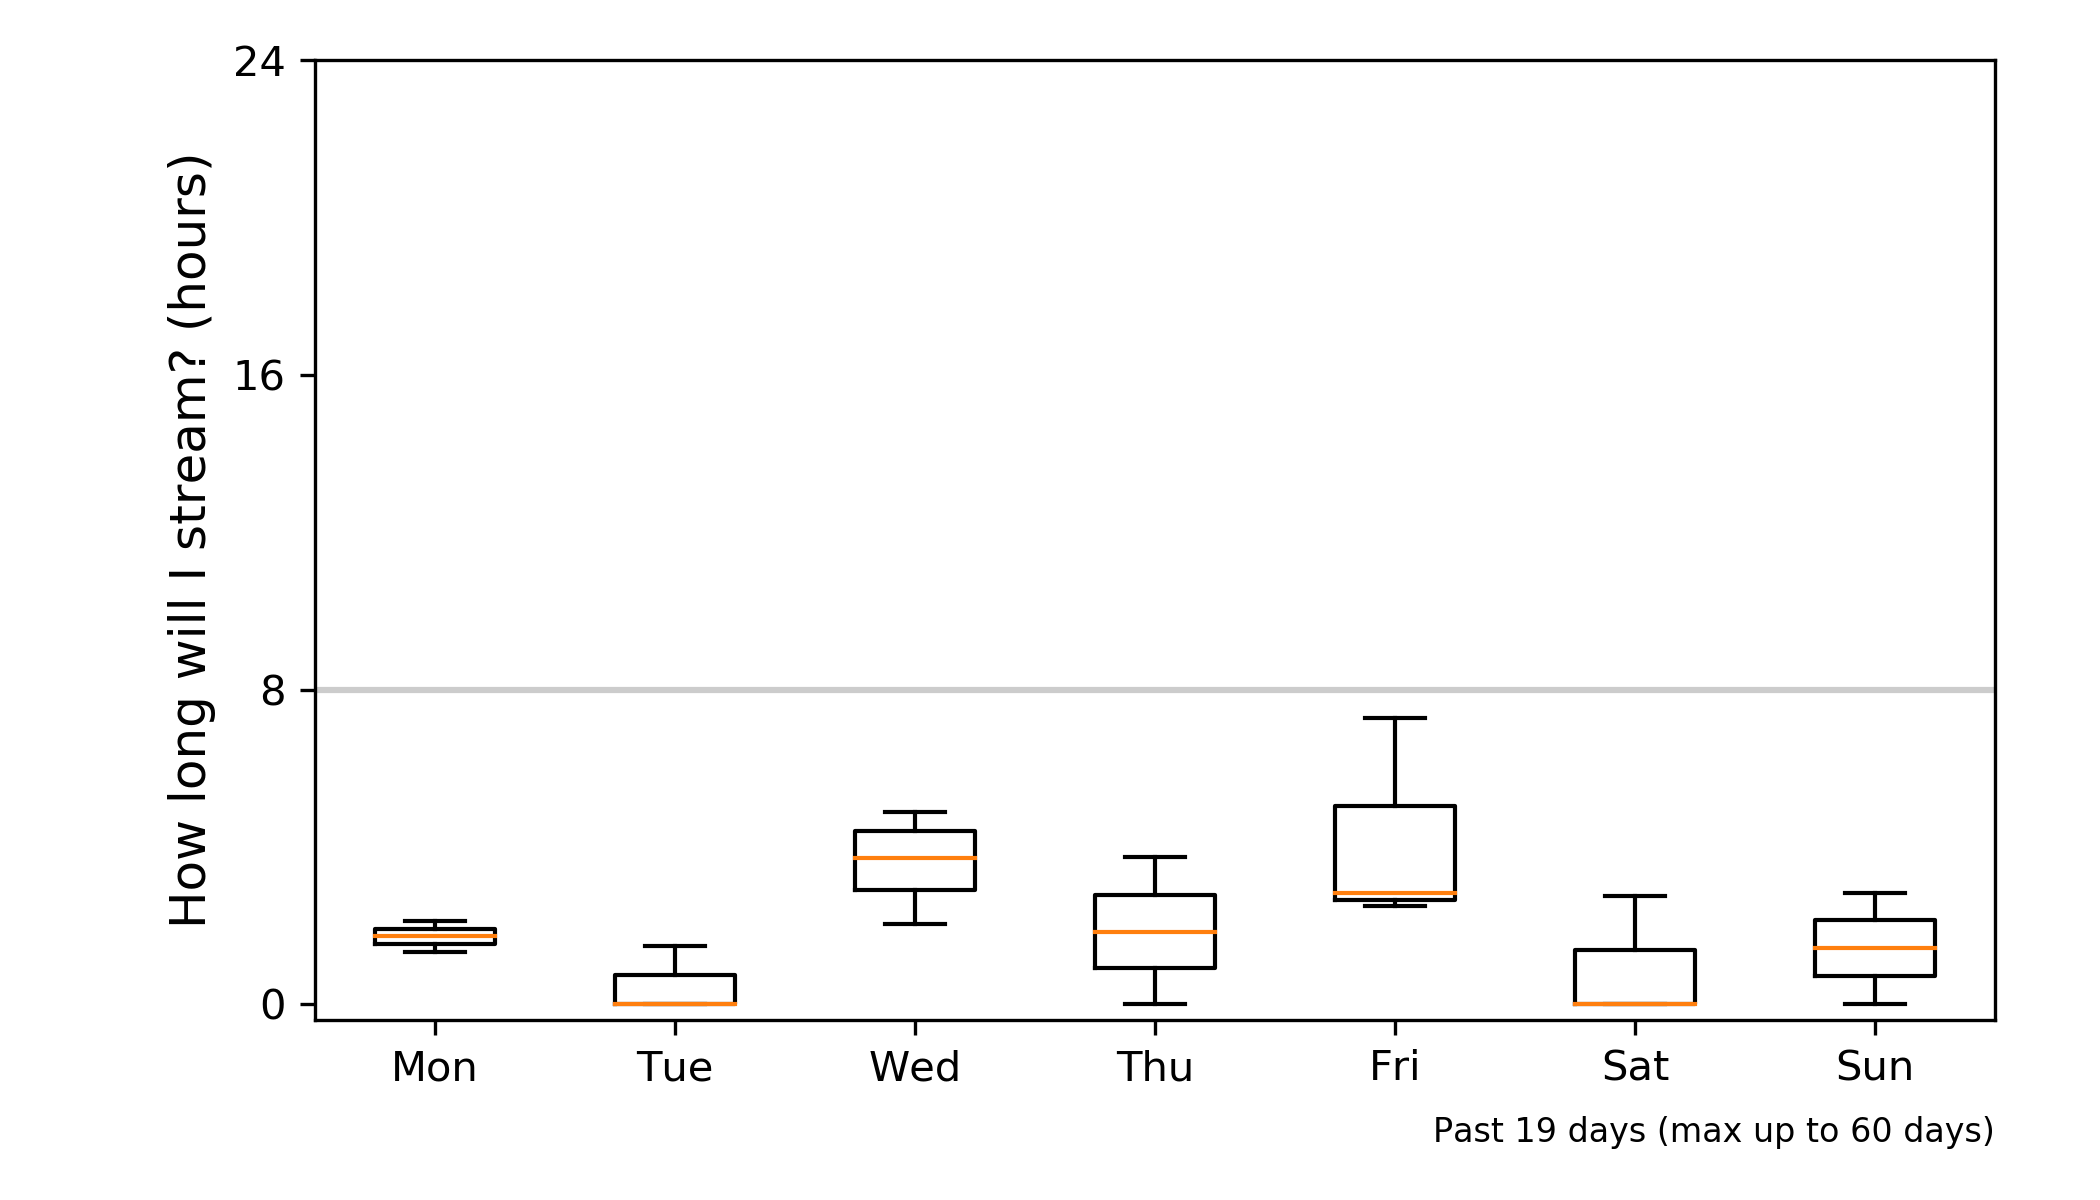 How long will I stream? (hours)
24
16
8
0
Mon Tue Wed Thu Fri Sat Sun
Past 19 days (max up to 60 days)